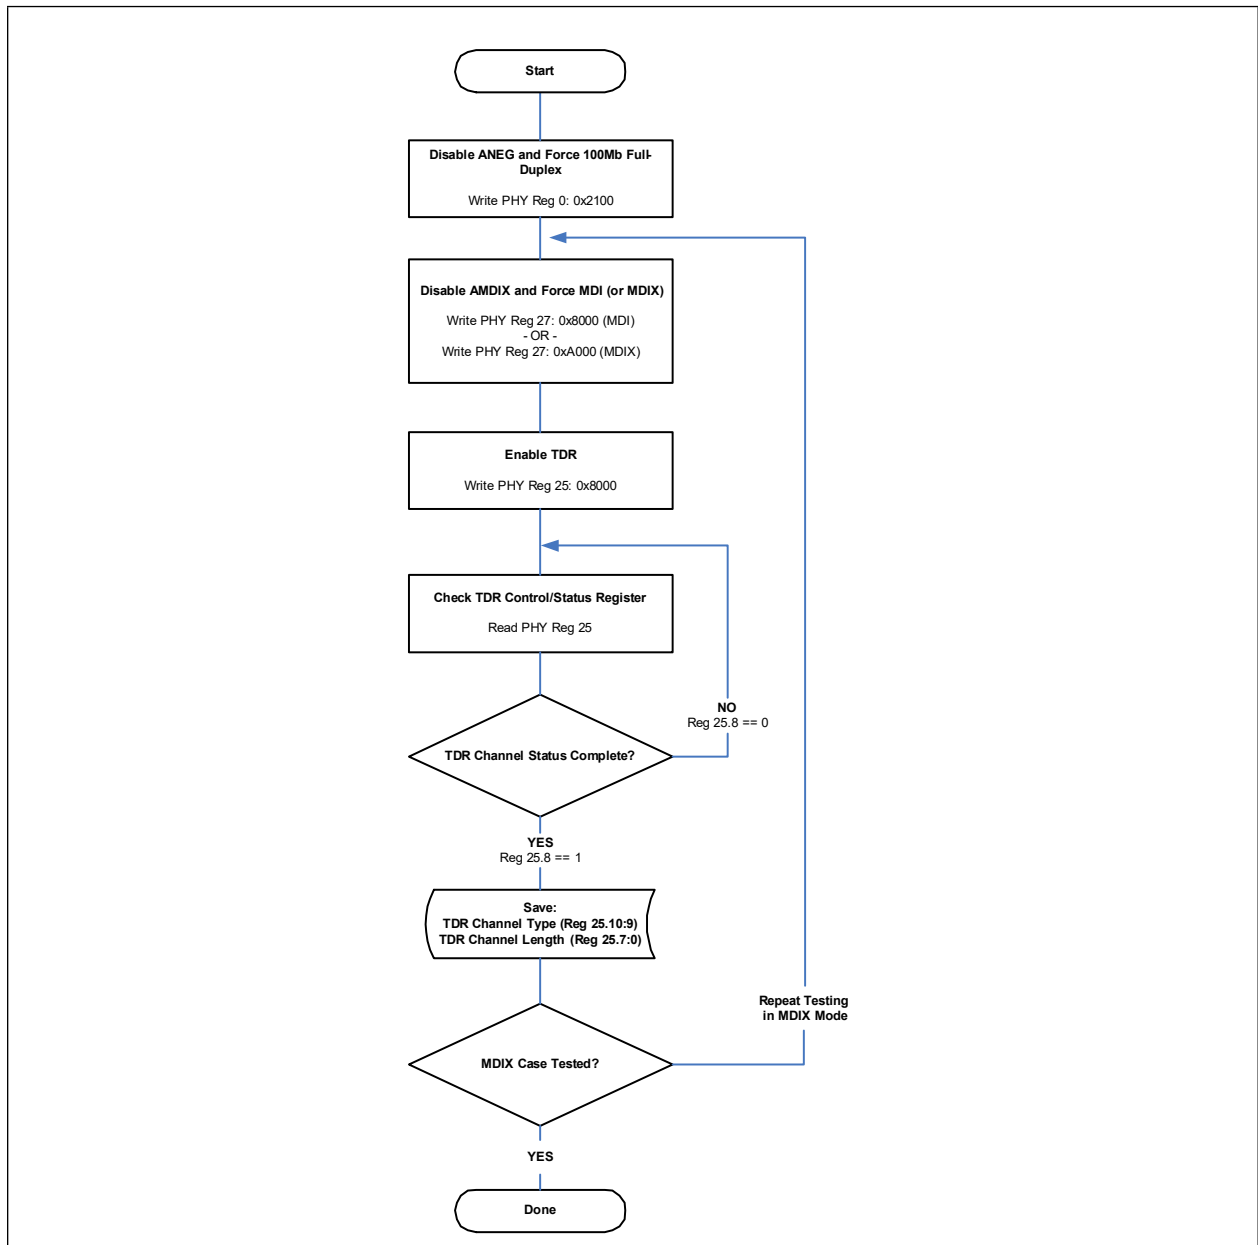 Start
Disable ANEG and Force 100Mb Full-
Duplex
Write PHY Reg 0: 0x2100
Disable AMDIX and Force MDI (or MDIX)
Write PHY Reg 27: 0x8000 (MDI)
- OR -
Write PHY Reg 27: 0xA000 (MDIX)
Enable TDR
Write PHY Reg 25: 0x8000
Check TDR Control/Status Register
Read PHY Reg 25
NO
Reg 25.8 == 0
TDR Channel Status Complete?
YES
Reg 25.8 == 1
Save:
TDR Channel Type (Reg 25.10:9)
TDR Channel Length (Reg 25.7:0)
Repeat Testing
in MDIX Mode
MDIX Case Tested?
YES
Done